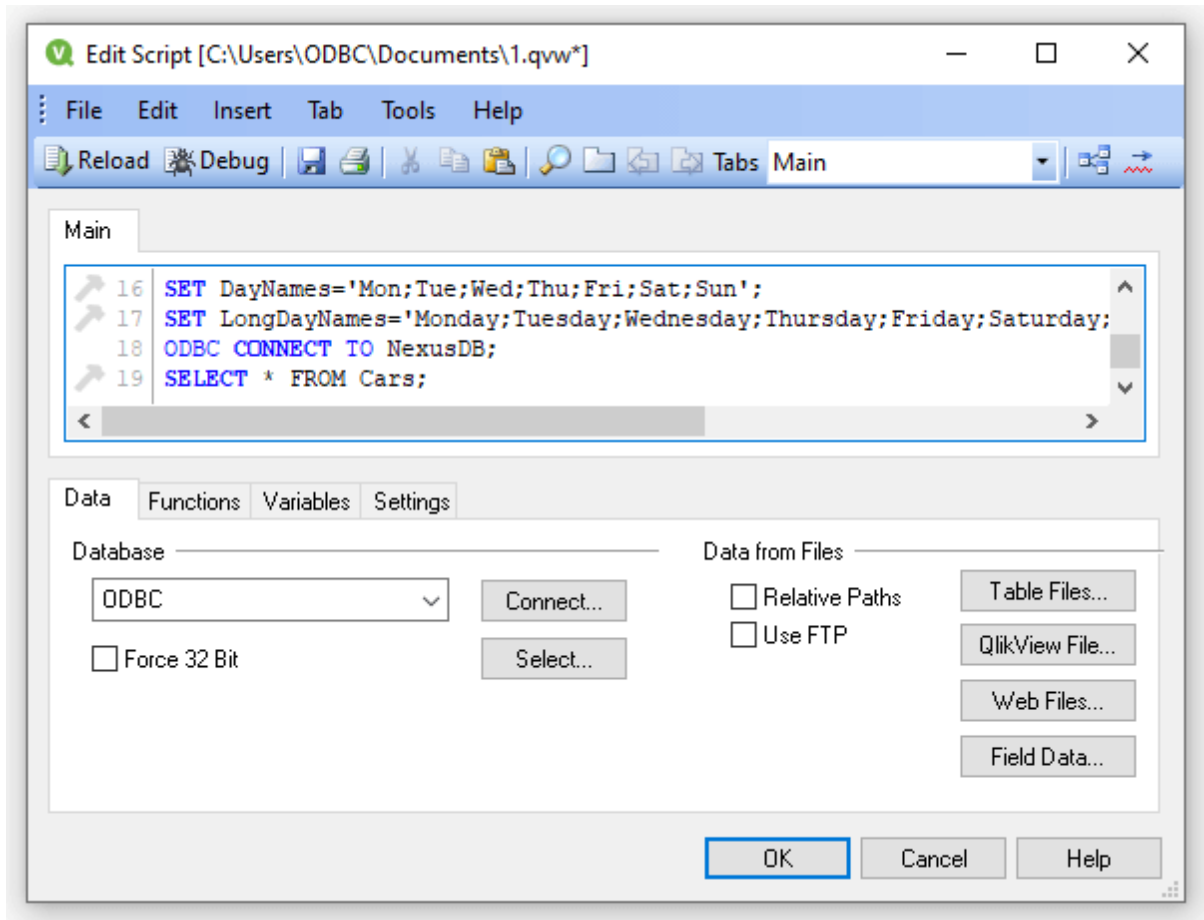 Edit Script [C:\Users\ODBC\Documents\1.qvw*]
File Edit Insert Tab Tools Help
Reload Debug Tabs Main
Main
16 SET DayNames='Mon;Tue;Wed;Thu;Fri;Sat;Sun';
17 SET LongDayNames='Monday;Tuesday;Wednesday;Thursday;Friday;Saturday;
18 ODBC CONNECT TO NexusDB;
19 SELECT * FROM Cars;
Data Functions Variables Settings
Database
ODBC Connect...
Force 32 Bit Select...
Data from Files
Relative Paths Table Files...
Use FTP QlikView File...
Web Files...
Field Data...
OK Cancel Help